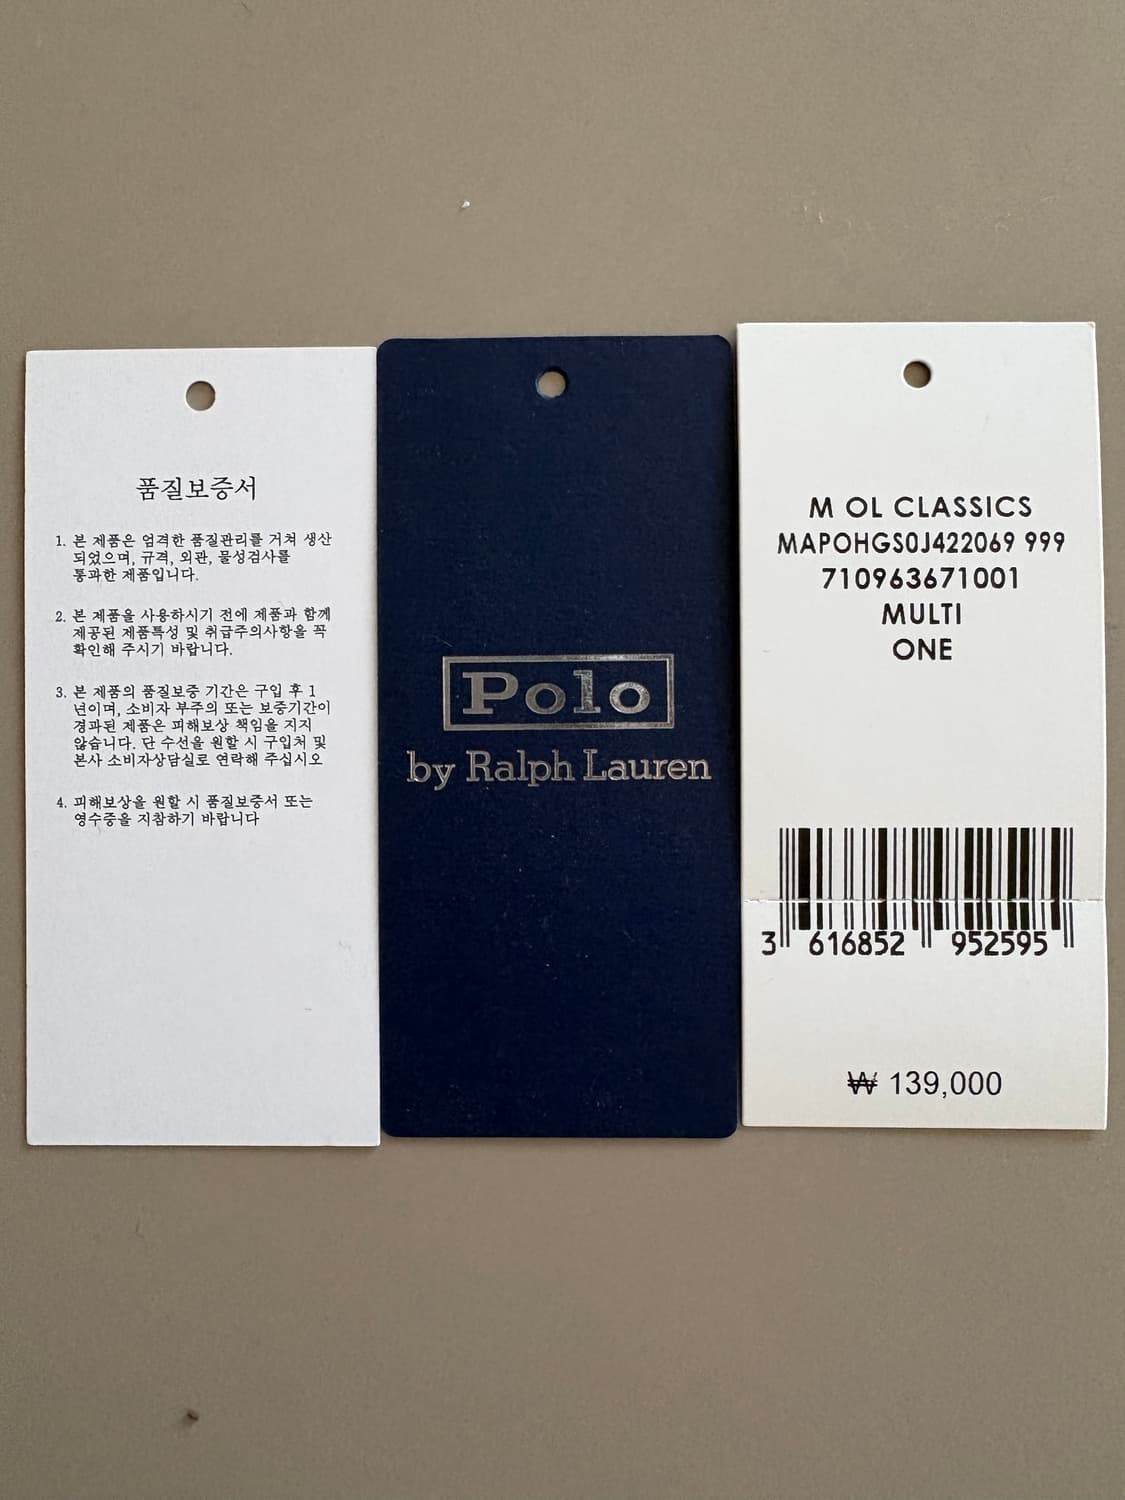 품질보증서
1. 본 제품은 엄격한 품질관리를 거쳐 생산
되었으며, 규격, 외관, 물성검사를
통과한 제품입니다.
2. 본 제품을 사용하시기 전에 제품과 함께
제공된 제품특성 및 취급주의사항을 꼭
확인해 주시기 바랍니다.
3. 본 제품의 품질보증 기간은 구입 후 1
년이며, 소비자 부주의 또는 보증기간이
경과된 제품은 피해보상 책임을 지지
않습니다. 단 수선을 원할 시 구입처 및
본사 소비자상담실로 연락해 주십시오
4. 피해보상을 원할 시 품질보증서 또는
영수증을 지참하기 바랍니다
Polo
by Ralph Lauren
M OL CLASSICS
MAPOHGS0J422069 999
710963671001
MULTI
ONE
3 616852 952595
₩ 139,000